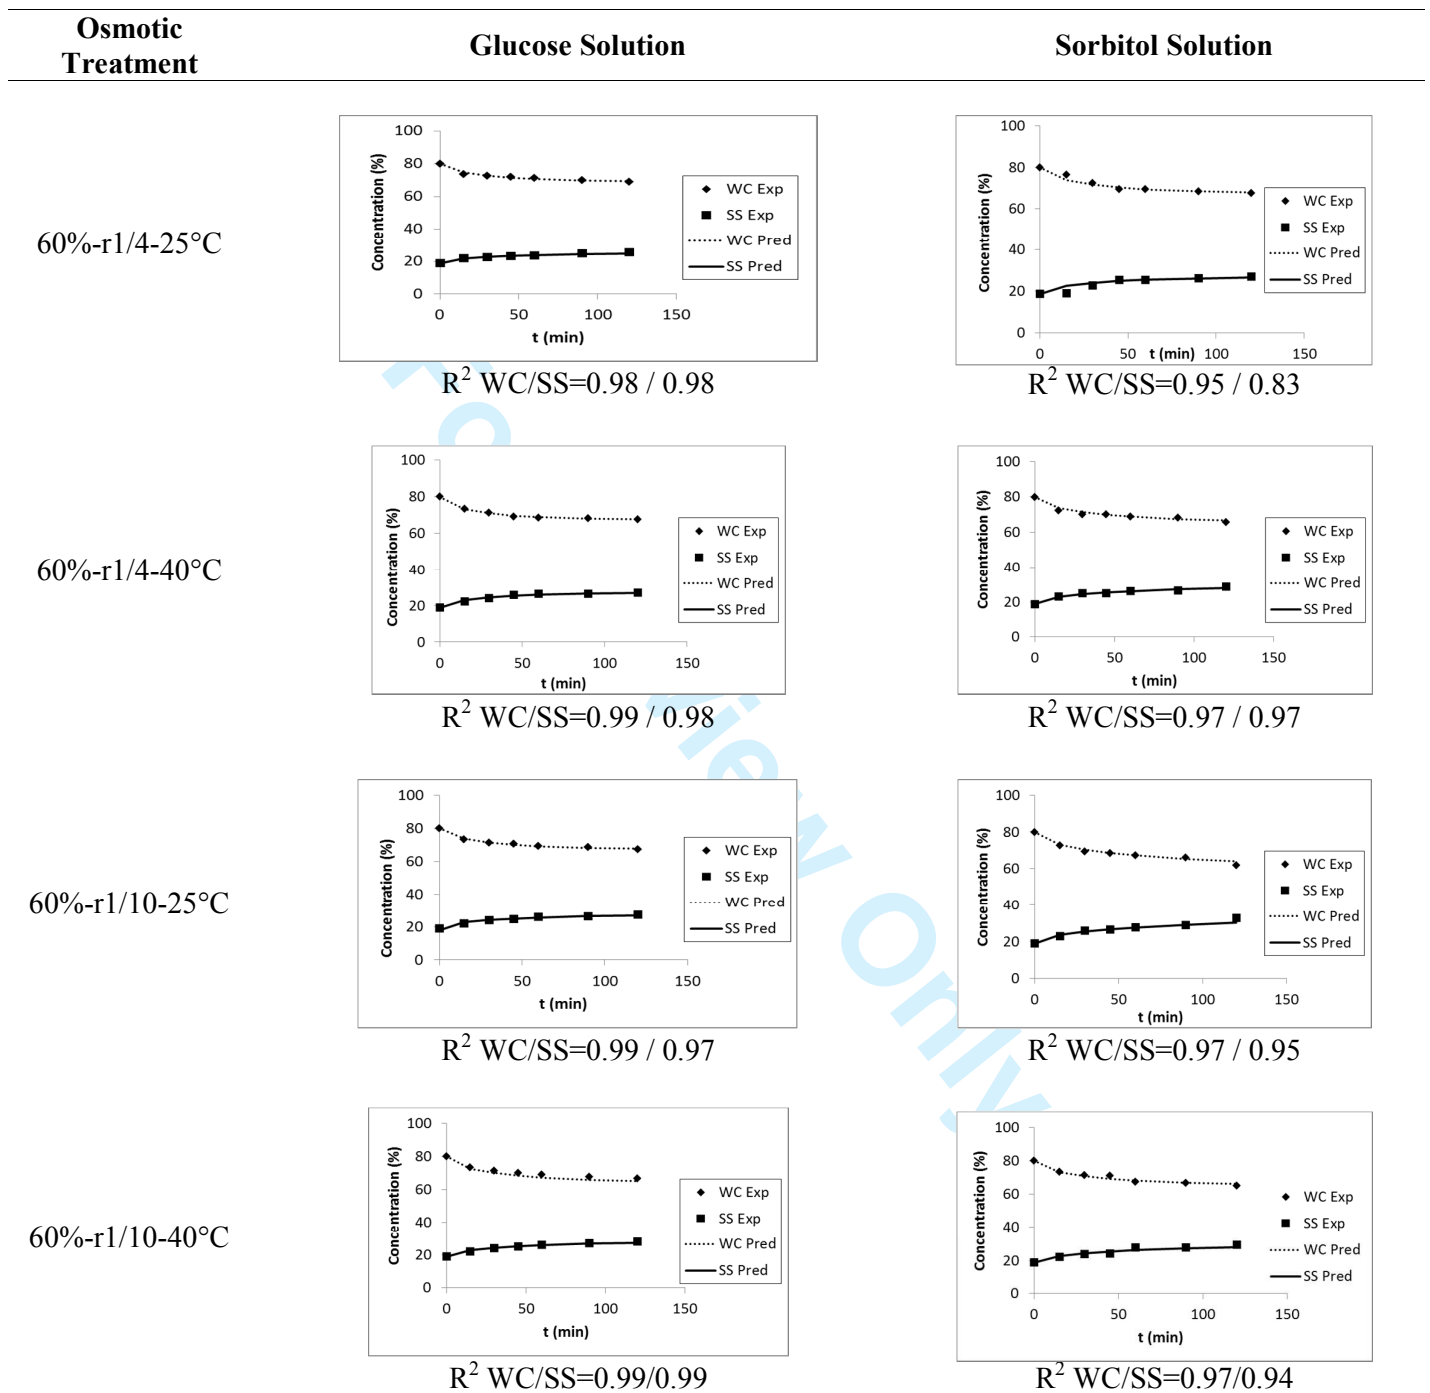 Osmotic
Treatment
Glucose Solution
Sorbitol Solution
60%-r1/4-25°C
100
80
60
40
20
0
Concentration (%)
0 50 100 150
t (min)
WC Exp
SS Exp
WC Pred
SS Pred
R² WC/SS=0.98 / 0.98
100
80
60
40
20
0
Concentration (%)
0 50 t (min) 100 150
WC Exp
SS Exp
WC Pred
SS Pred
R² WC/SS=0.95 / 0.83
60%-r1/4-40°C
100
80
60
40
20
0
Concentration (%)
0 50 100 150
t (min)
WC Exp
SS Exp
WC Pred
SS Pred
R² WC/SS=0.99 / 0.98
100
80
60
40
20
0
Concentration (%)
0 50 100 150
t (min)
WC Exp
SS Exp
WC Pred
SS Pred
R² WC/SS=0.97 / 0.97
60%-r1/10-25°C
100
80
60
40
20
0
Concentration (%)
0 50 100 150
t (min)
WC Exp
SS Exp
WC Pred
SS Pred
R² WC/SS=0.99 / 0.97
100
80
60
40
20
0
Concentration (%)
0 50 100 150
t (min)
WC Exp
SS Exp
WC Pred
SS Pred
R² WC/SS=0.97 / 0.95
60%-r1/10-40°C
100
80
60
40
20
0
Concentration (%)
0 50 100 150
t (min)
WC Exp
SS Exp
WC Pred
SS Pred
R² WC/SS=0.99/0.99
100
80
60
40
20
0
Concentration (%)
0 50 100 150
t (min)
WC Exp
SS Exp
WC Pred
SS Pred
R² WC/SS=0.97/0.94
Only